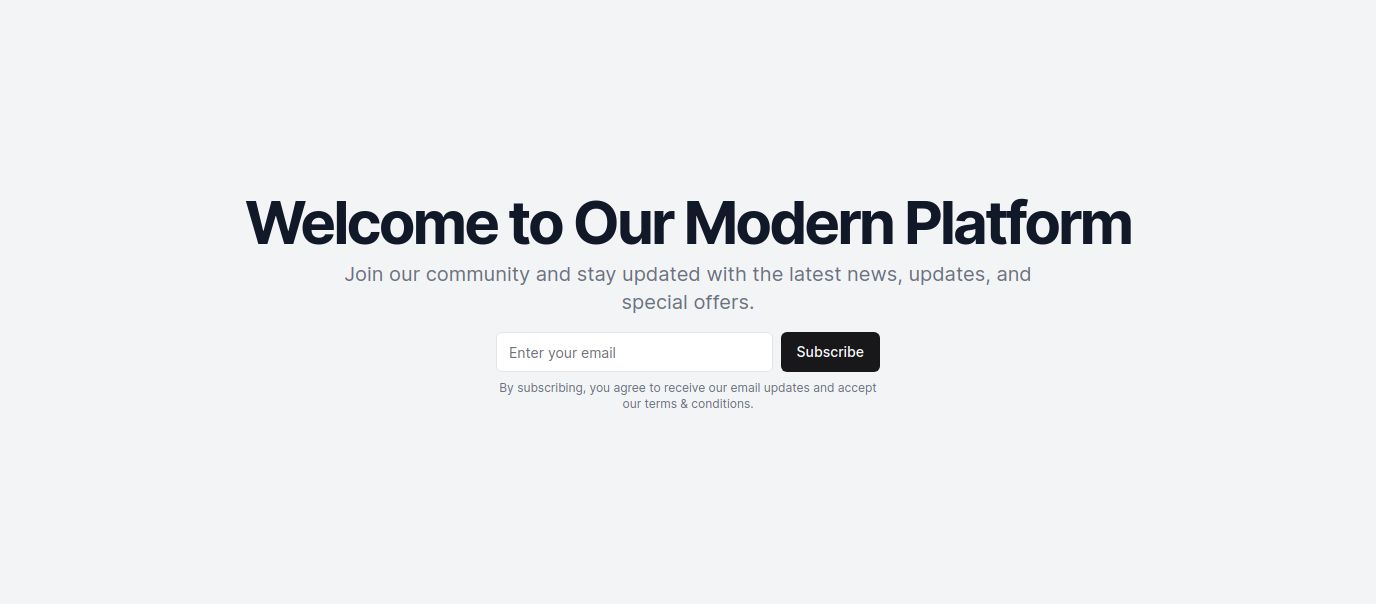 Welcome to Our Modern Platform
Join our community and stay updated with the latest news, updates, and
special offers.
Enter your email
Subscribe
By subscribing, you agree to receive our email updates and accept
our terms & conditions.